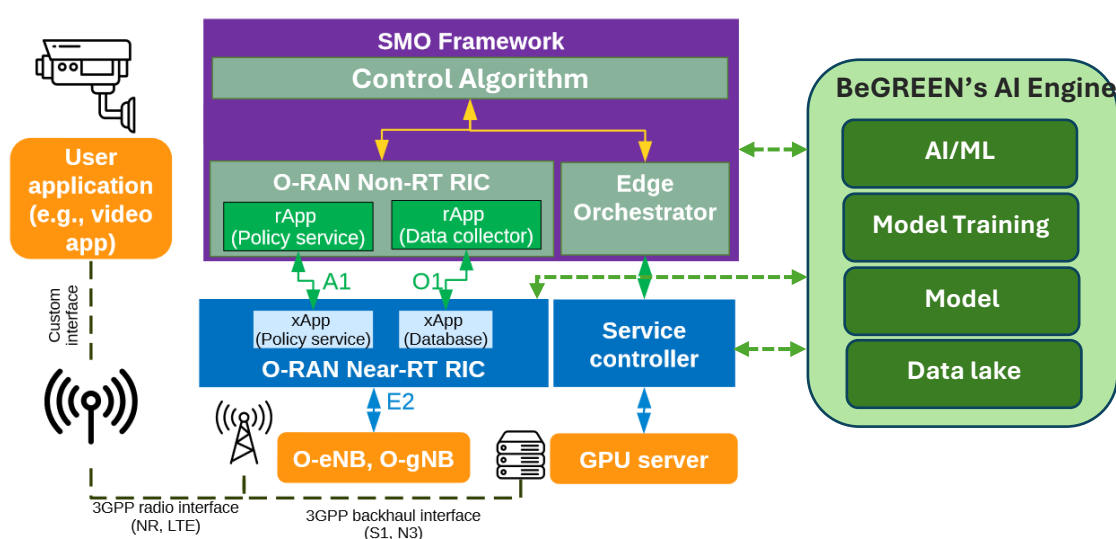 SMO Framework
Control Algorithm
BeGREEN's AI Engine
User
application
(e.g., video
app)
O-RAN Non-RT RIC
rApp
(Policy service)
rApp
(Data collector)
Edge
Orchestrator
AI/ML
Model Training
Model
Data lake
A1
O1
Custom
interface
xApp
(Policy service)
xApp
(Database)
O-RAN Near-RT RIC
Service
controller
E2
O-eNB, O-gNB
GPU server
3GPP radio interface
(NR, LTE)
3GPP backhaul interface
(S1, N3)